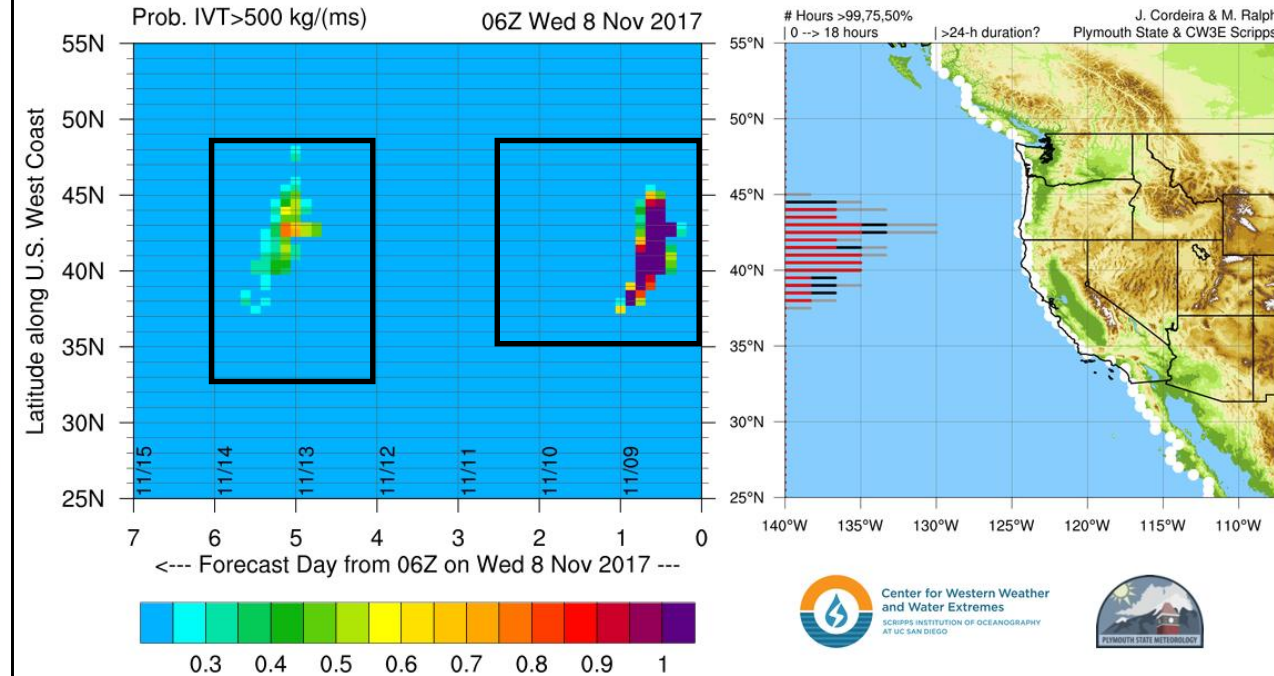 Prob. IVT>500 kg/(ms)
06Z Wed 8 Nov 2017
Latitude along U.S. West Coast
55N
50N
45N
40N
35N
30N
25N
11/15
11/14
11/13
11/12
11/11
11/10
11/09
7
6
5
4
3
2
1
0
<--- Forecast Day from 06Z on Wed 8 Nov 2017 ---
0.3
0.4
0.5
0.6
0.7
0.8
0.9
1
# Hours >99,75,50%
J. Cordeira & M. Ralph
| 0 --> 18 hours
|>24-h duration?
Plymouth State & CW3E Scripps
55°N
50°N
45°N
40°N
35°N
30°N
25°N
140°W
135°W
130°W
125°W
120°W
115°W
110°W
Center for Western Weather
and Water Extremes
SCRIPPS INSTITUTION OF OCEANOGRAPHY
AT UC SAN DIEGO
PLYMOUTH STATE METEOROLOGY